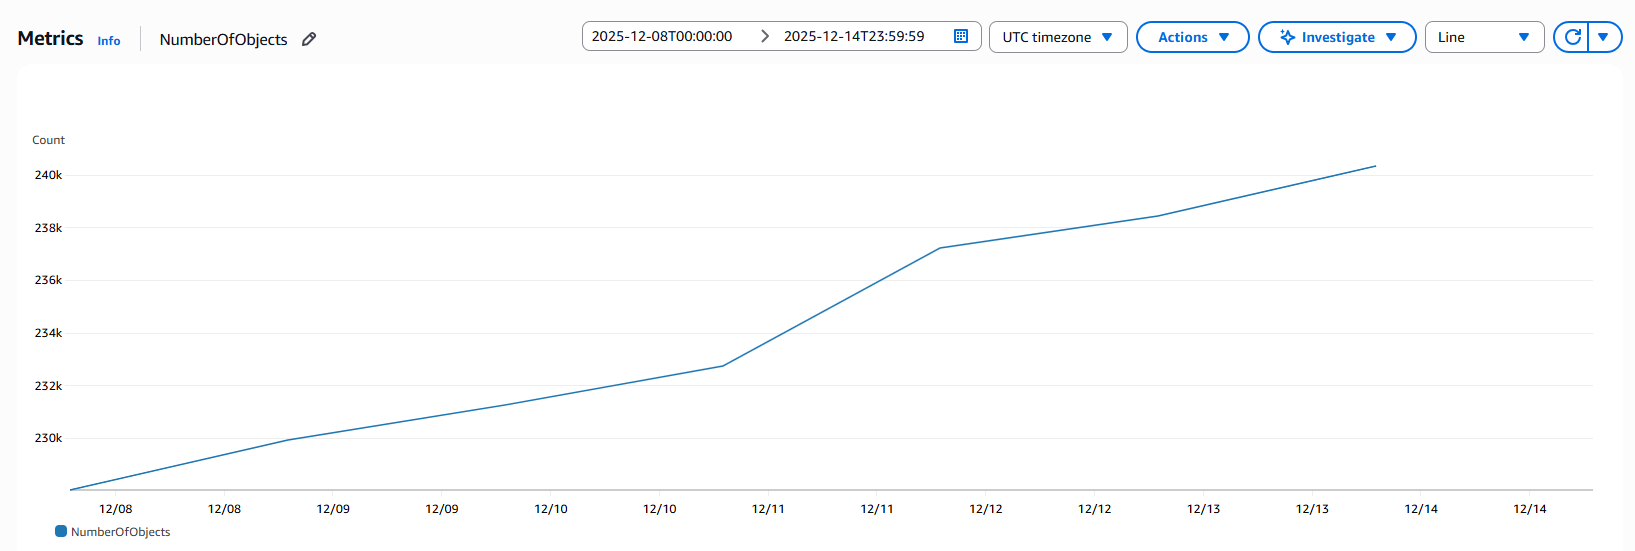 Metrics Info NumberOfObjects 2025-12-08T00:00:00 2025-12-14T23:59:59 UTC timezone Actions Investigate Line
Count
240k
238k
236k
234k
232k
230k
12/08 12/08 12/09 12/09 12/10 12/10 12/11 12/11 12/12 12/12 12/13 12/13 12/14 12/14
NumberOfObjects